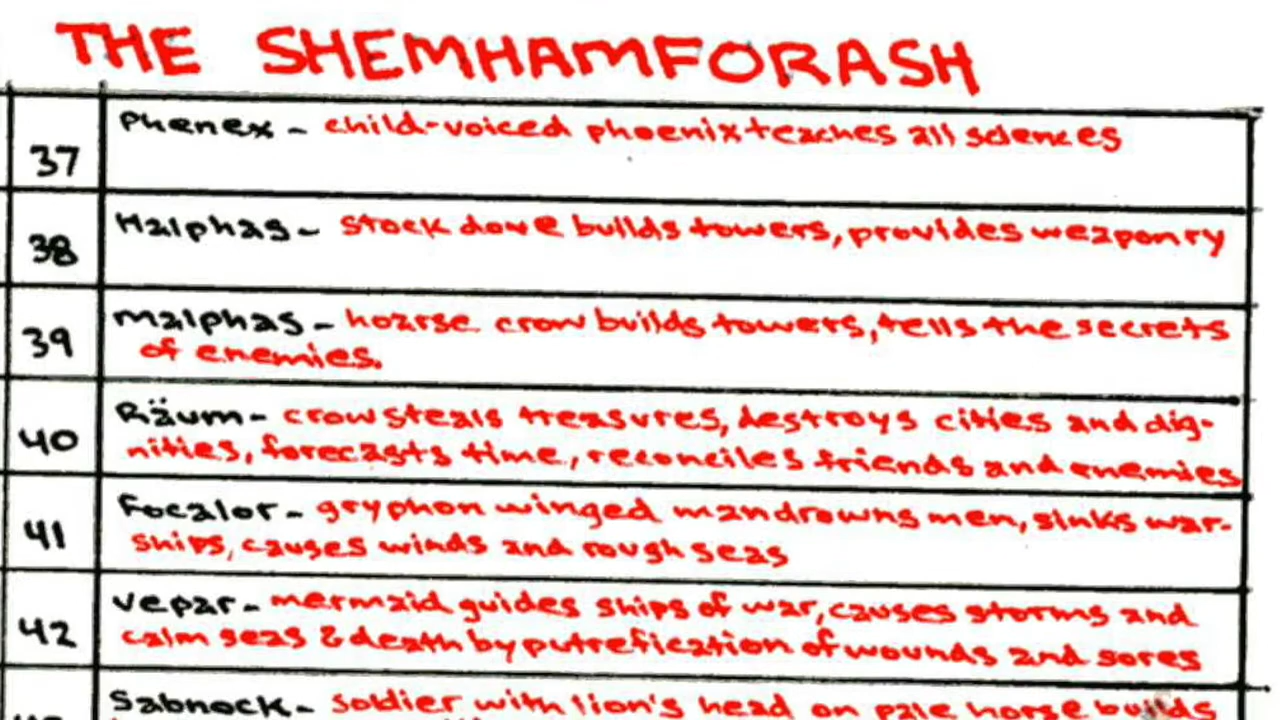 THE SHEMHAMFORASH
37
Phenex - child-voiced phoenix teaches all sciences
38
Halphas - stock dove builds towers, provides weaponry
39
Malphas - hoarse crow builds towers, tells the secrets
of enemies.
40
Räum - crow steals treasures, destroys cities and dig-
nities, forecasts time, reconciles friends and enemies
41
Focalor - gryphon winged man drowns men, sinks war-
ships, causes winds and rough seas
42
Vepar - mermaid guides ships of war, causes storms and
calm seas & death by putrefication of wounds and sores
Sabnock - soldier with lion's head on pale horse builds